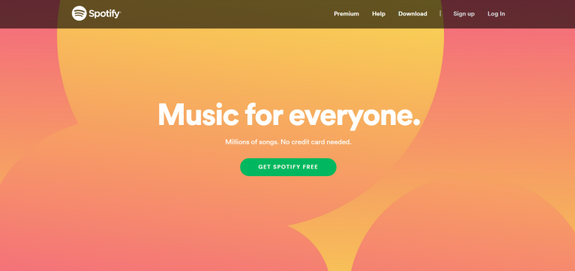 Spotify
Premium Help Download | Sign up Log In
Music for everyone.
Millions of songs. No credit card needed.
GET SPOTIFY FREE